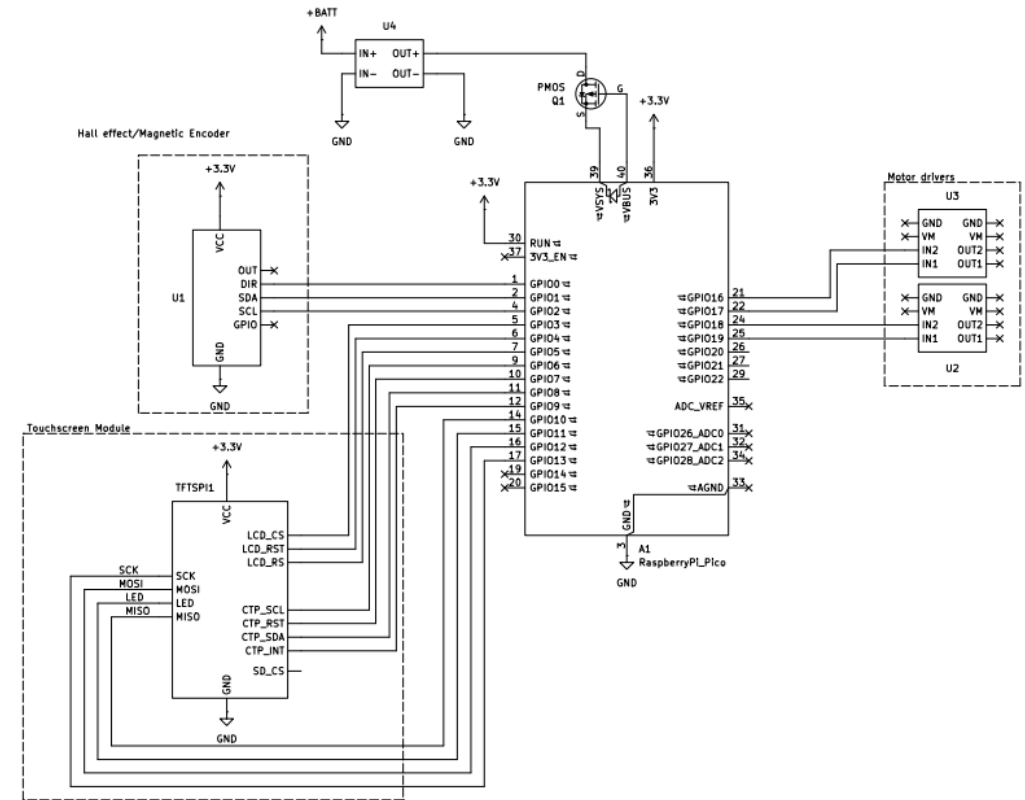 +BATT
U4
IN+ OUT+
IN- OUT-
GND
GND
PMOS
Q1
D
G
S
+3.3V
Hall effect/Magnetic Encoder
+3.3V
VCC
U1
OUT
DIR
SDA
SCL
GPIO
GND
GND
+3.3V
39
40
36
VSYS
VBUS
3V3
30 RUN
37 3V3_EN
1 GPIO0
2 GPIO1
4 GPIO2
5 GPIO3
6 GPIO4
7 GPIO5
9 GPIO6
10 GPIO7
11 GPIO8
12 GPIO9
14 GPIO10
15 GPIO11
16 GPIO12
17 GPIO13
19 GPIO14
20 GPIO15
GPIO16 21
GPIO17 22
GPIO18 24
GPIO19 25
GPIO20 26
GPIO21 27
GPIO22 29
ADC_VREF 35
GPIO26_ADC0 31
GPIO27_ADC1 32
GPIO28_ADC2 34
AGND 33
GND
3
A1
RaspberryPi_Pico
GND
Motor drivers
U3
GND GND
VM VM
IN2 OUT2
IN1 OUT1
GND GND
VM VM
IN2 OUT2
IN1 OUT1
U2
Touchscreen Module
+3.3V
TFTSPI1
VCC
LCD_CS
LCD_RST
LCD_RS
SCK SCK
MOSI MOSI
LED LED
MISO MISO
CTP_SCL
CTP_RST
CTP_SDA
CTP_INT
SD_CS
GND
GND